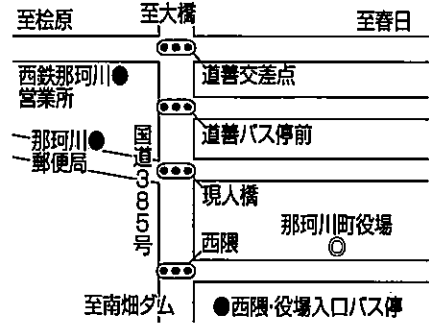 至桧原
至大橋
至春日
西鉄那珂川●
営業所
道善交差点
道善バス停前
那珂川●
郵便局
国道385号
現人橋
那珂川町役場
◎
西隈
至南畑ダム
●西隈・役場入口バス停